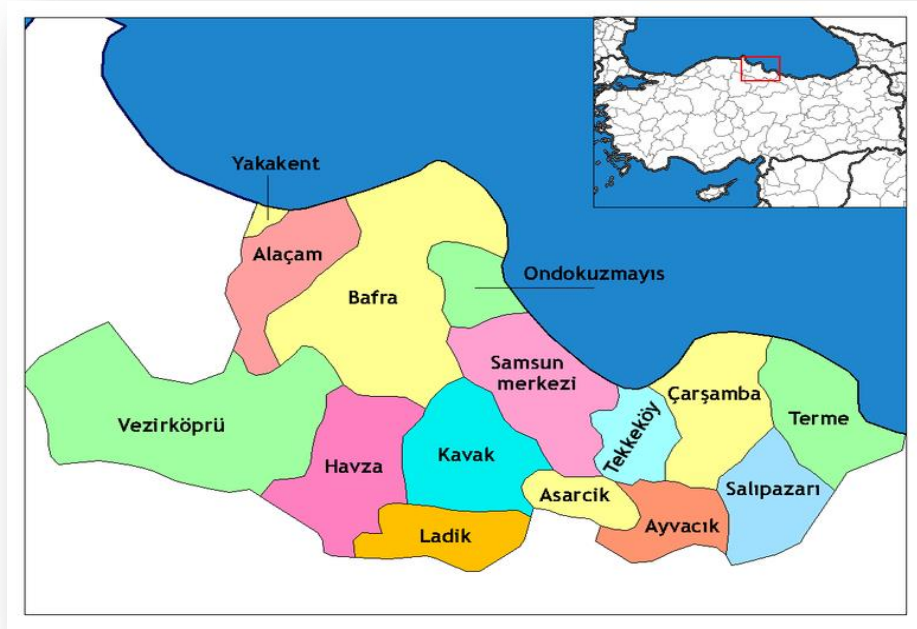 Yakakent
Alaçam
Ondokuzmayıs
Bafra
Samsun
merkezi
Çarşamba
Terme
Vezirköprü
Tekkeköy
Kavak
Havza
Salıpazarı
Asarcik
Ayvacık
Ladik